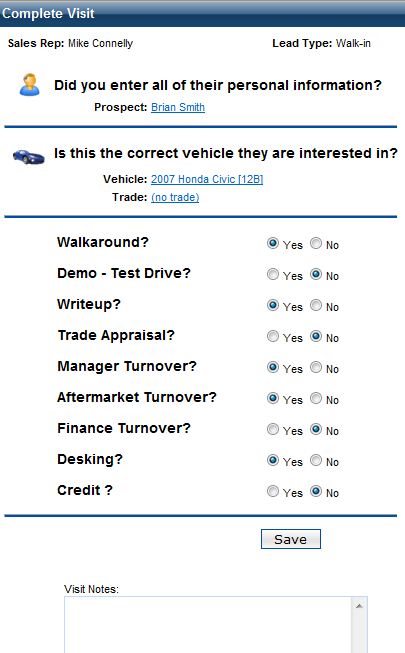 Complete Visit
Sales Rep: Mike Connelly Lead Type: Walk-in
Did you enter all of their personal information?
Prospect: Brian Smith
Is this the correct vehicle they are interested in?
Vehicle: 2007 Honda Civic [12B]
Trade: (no trade)
Walkaround? Yes No
Demo - Test Drive? Yes No
Writeup? Yes No
Trade Appraisal? Yes No
Manager Turnover? Yes No
Aftermarket Turnover? Yes No
Finance Turnover? Yes No
Desking? Yes No
Credit ? Yes No
Save
Visit Notes: